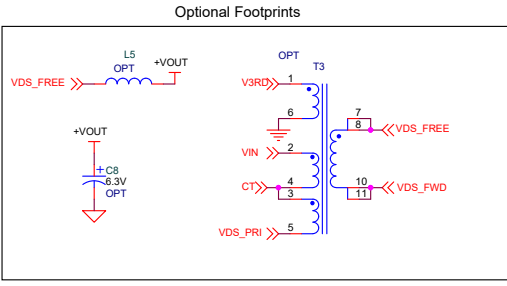 Optional Footprints
L5
OPT
+VOUT
VDS_FREE
+VOUT
+
C8
6.3V
OPT
OPT
T3
V3RD
1
6
VIN
2
CT
4
3
VDS_PRI
5
7
8
VDS_FREE
10
VDS_FWD
11